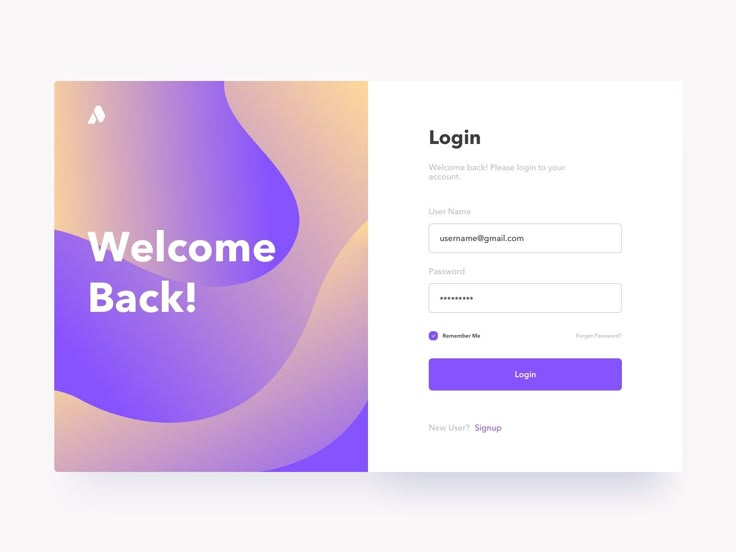 Welcome
Back!
Login
Welcome back! Please login to your
account.
User Name
username@gmail.com
Password
*********
Remember Me
Forgot Password?
Login
New User? Signup